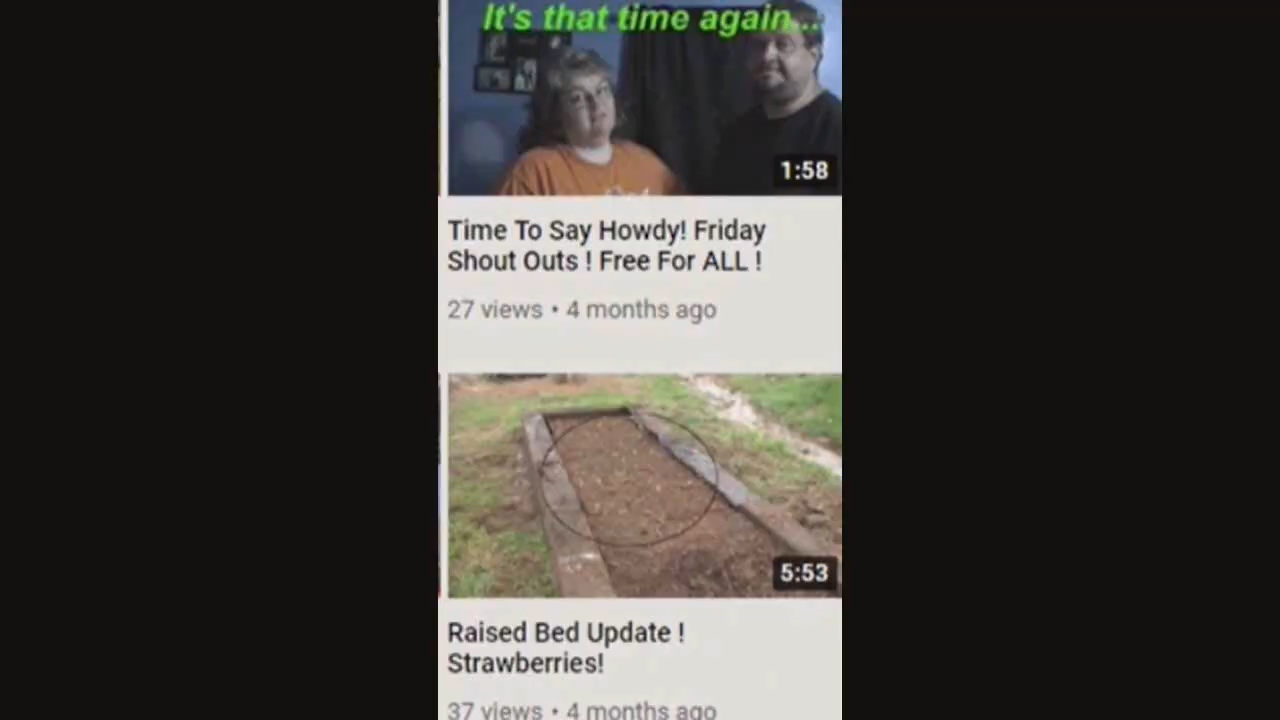 It's that time again...
1:58
Time To Say Howdy! Friday
Shout Outs ! Free For ALL !
27 views • 4 months ago
5:53
Raised Bed Update !
Strawberries!
37 views • 4 months ago